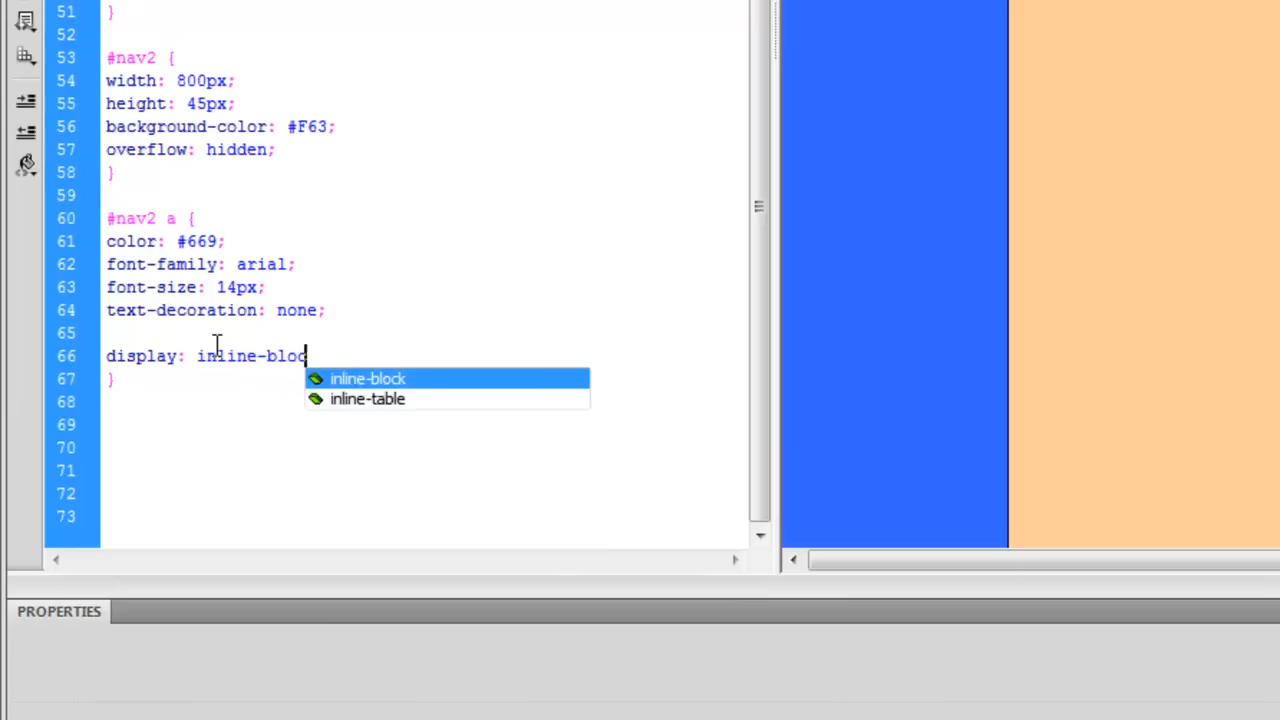 51 }
52
53 #nav2 {
54 width: 800px;
55 height: 45px;
56 background-color: #F63;
57 overflow: hidden;
58 }
59
60 #nav2 a {
61 color: #669;
62 font-family: arial;
63 font-size: 14px;
64 text-decoration: none;
65
66 display: inline-bloc
67 }
inline-block
68
inline-table
69
70
71
72
73
PROPERTIES